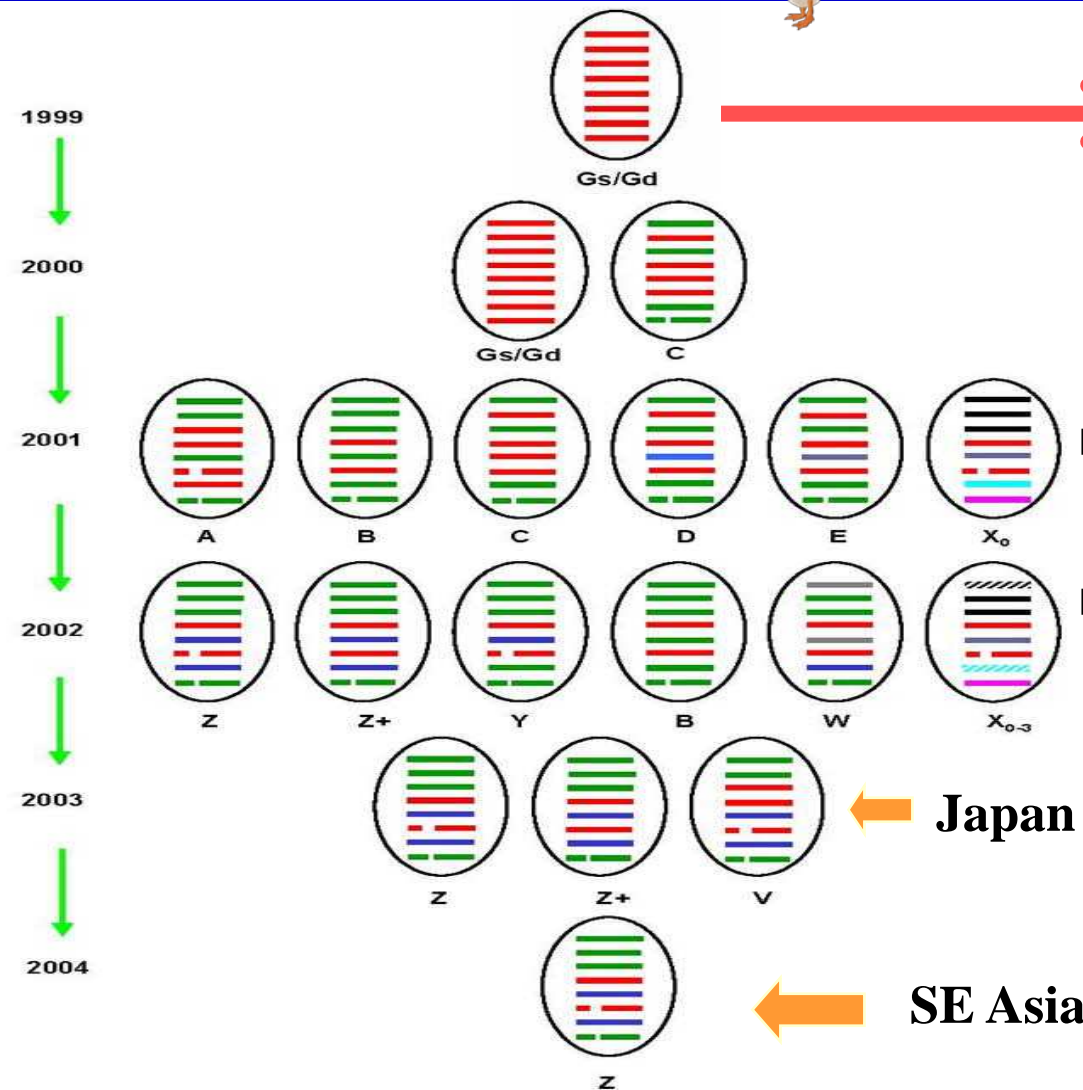 1999
Gs/Gd
2000
Gs/Gd C
2001
A B C D E X₀
2002
Z Z+ Y B W X₀₋₃
2003
Japan
Z Z+ V
2004
SE Asia
Z